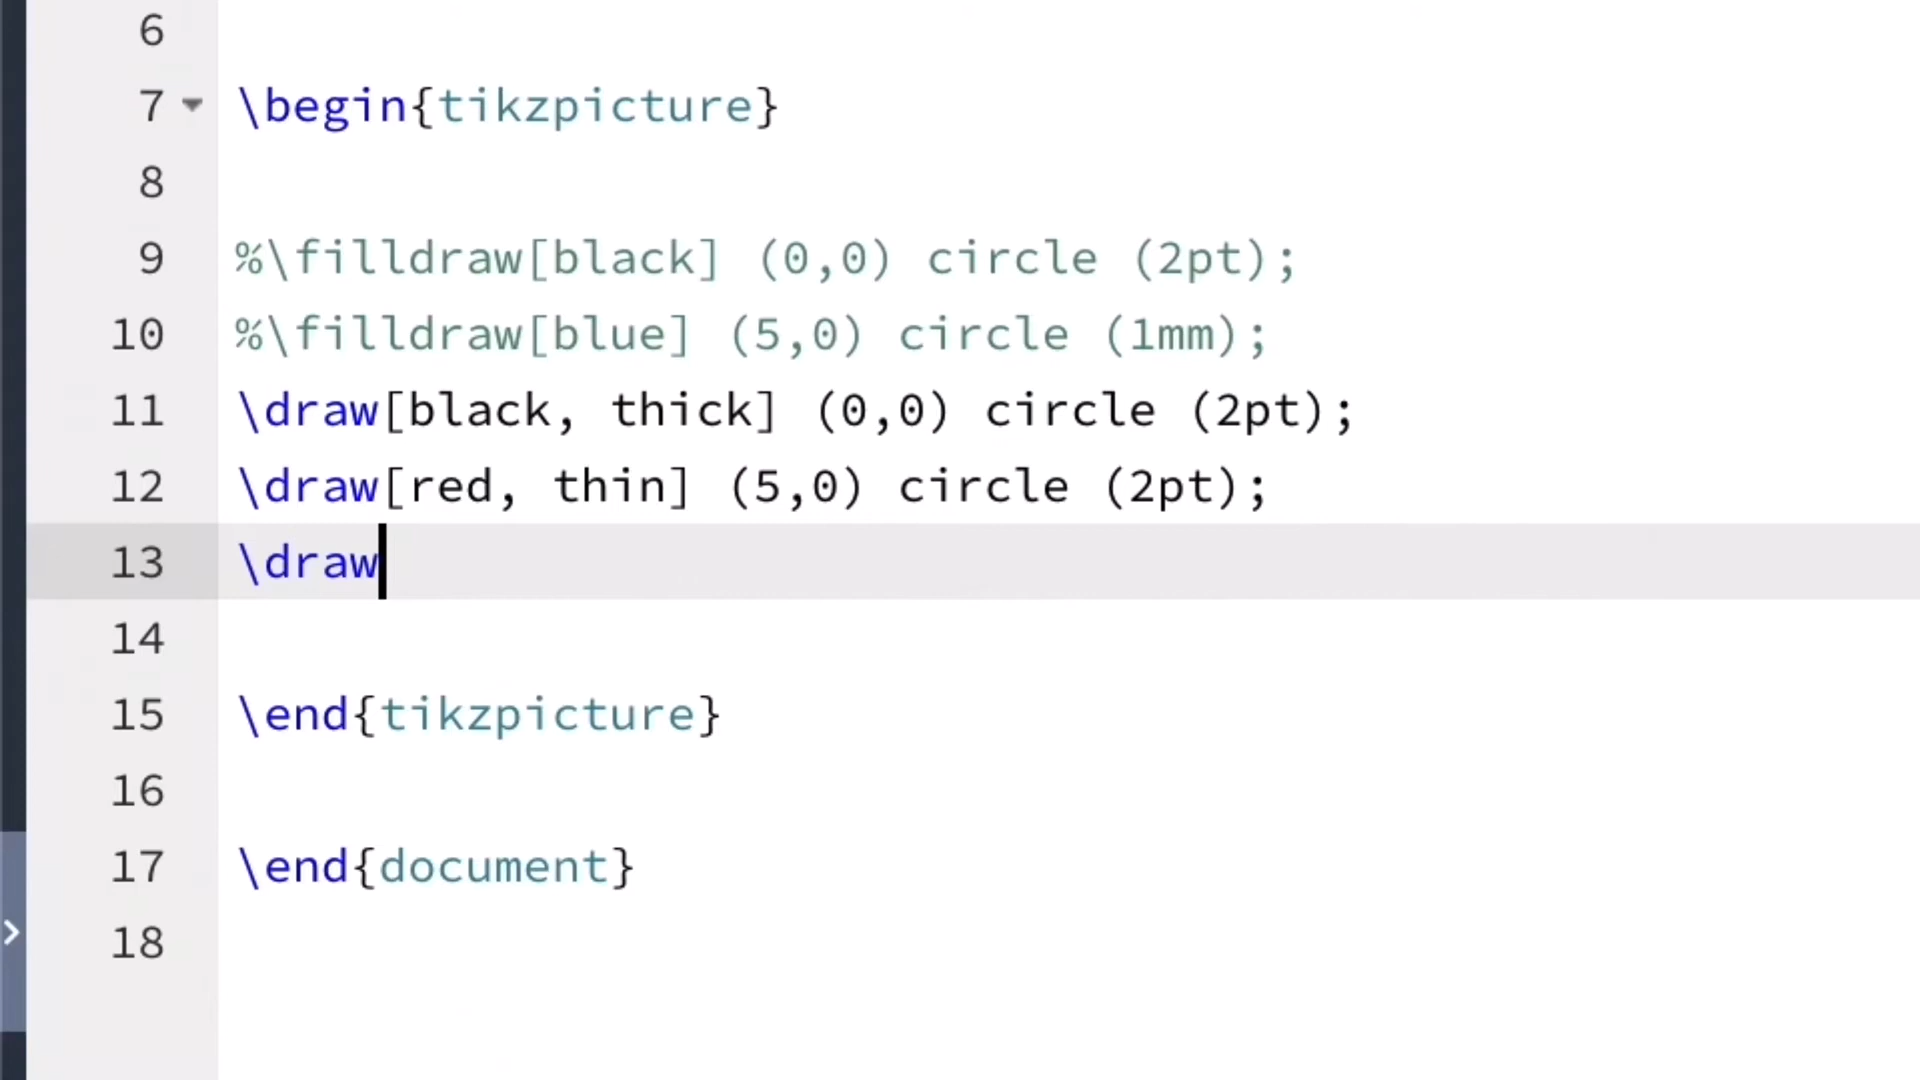 6
7 \begin{tikzpicture}
8
9 %\filldraw[black] (0,0) circle (2pt);
10 %\filldraw[blue] (5,0) circle (1mm);
11 \draw[black, thick] (0,0) circle (2pt);
12 \draw[red, thin] (5,0) circle (2pt);
13 \draw
14
15 \end{tikzpicture}
16
17 \end{document}
18